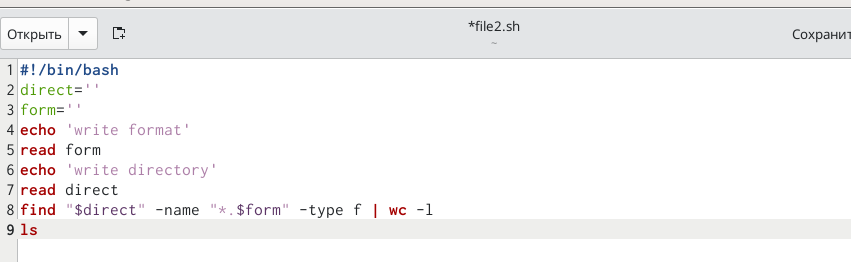 Открыть
*file2.sh
~
Сохранит
1 #!/bin/bash
2 direct=''
3 form=''
4 echo 'write format'
5 read form
6 echo 'write directory'
7 read direct
8 find "$direct" -name "*.$form" -type f | wc -l
9 ls